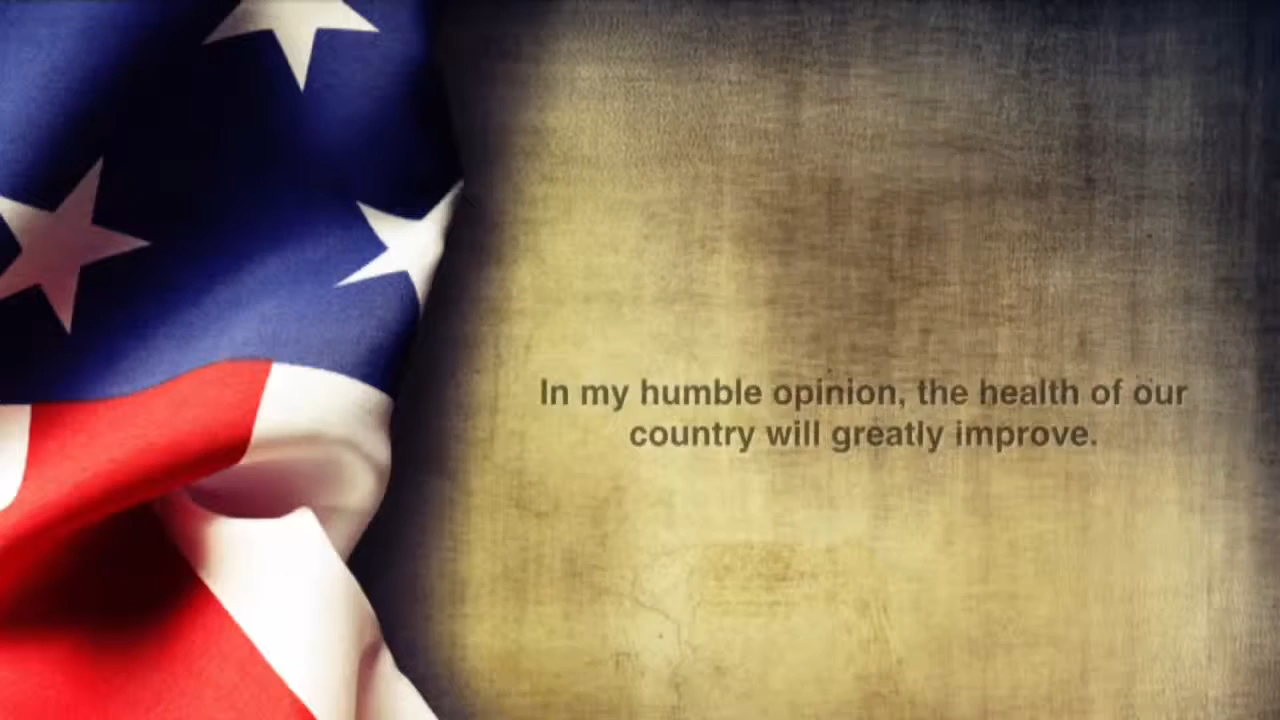 In my humble opinion, the health of our
country will greatly improve.